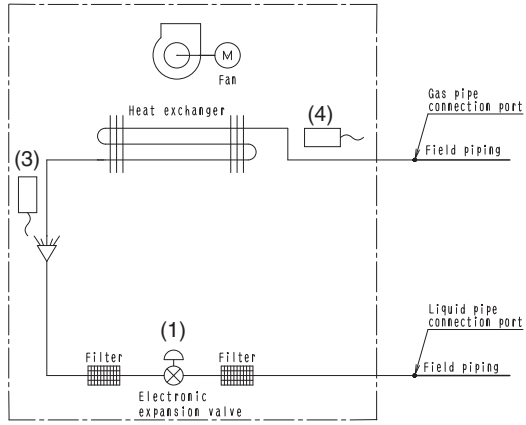 M
Fan
Heat exchanger
(4)
Gas pipe
connection port
Field piping
(3)
(1)
Filter
Filter
Electronic
expansion valve
Liquid pipe
connection port
Field piping